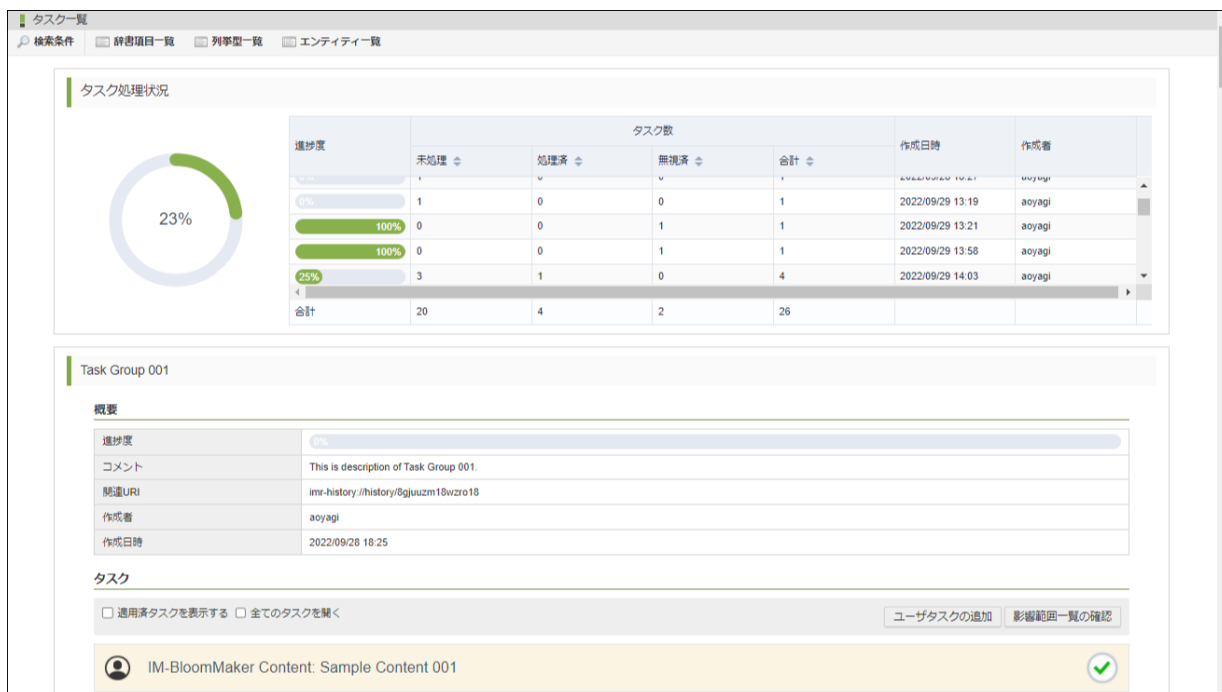 タスク一覧
検索条件 辞書項目一覧 列挙型一覧 エンティティ一覧
タスク処理状況
23%
進捗度 タスク数 作成日時 作成者
未処理 処理済 無視済 合計
0% 1 0 0 1 2022/09/29 13:19 aoyagi
100% 0 0 1 1 2022/09/29 13:21 aoyagi
100% 0 0 1 1 2022/09/29 13:58 aoyagi
25% 3 1 0 4 2022/09/29 14:03 aoyagi
合計 20 4 2 26
Task Group 001
概要
進捗度 0%
コメント This is description of Task Group 001.
関連URI imr-history://history/8gjuuzm18wzro18
作成者 aoyagi
作成日時 2022/09/28 18:25
タスク
適用済タスクを表示する 全てのタスクを開く ユーザタスクの追加 影響範囲一覧の確認
IM-BloomMaker Content: Sample Content 001